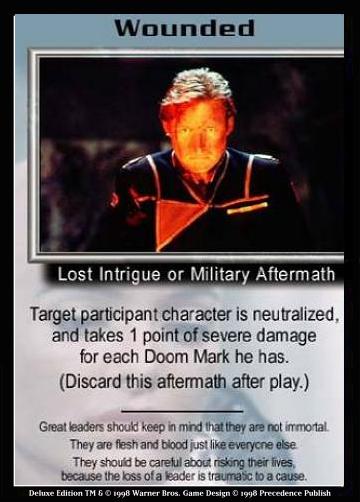 Wounded
Lost Intrigue or Military Aftermath
Target participant character is neutralized,
and takes 1 point of severe damage
for each Doom Mark he has.
(Discard this aftermath after play.)
Great leaders should keep in mind that they are not immortal.
They are flesh and blood just like everyone else.
They should be careful about risking their lives,
because the loss of a leader is traumatic to a cause.
Deluxe Edition TM & © 1998 Warner Bros. Game Design © 1998 Precedence Publish